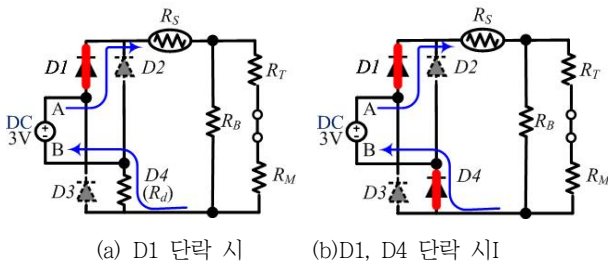 R_S R_S
D1 D2 R_T D1 D2 R_T
DC 3V A R_B DC 3V A R_B
B B
D3 D4 (R_d) R_M D3 D4 R_M
(a) D1 단락 시 (b)D1, D4 단락 시I